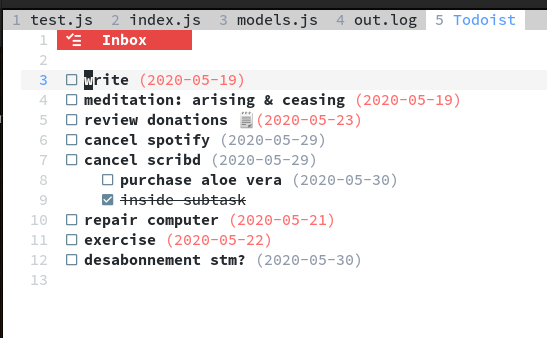 1 test.js 2 index.js 3 models.js 4 out.log 5 Todoist
1 Inbox
2
3 write (2020-05-19)
4 meditation: arising & ceasing (2020-05-19)
5 review donations (2020-05-23)
6 cancel spotify (2020-05-29)
7 cancel scribd (2020-05-29)
8 purchase aloe vera (2020-05-30)
9 inside subtask
10 repair computer (2020-05-21)
11 exercise (2020-05-22)
12 desabonnement stm? (2020-05-30)
13